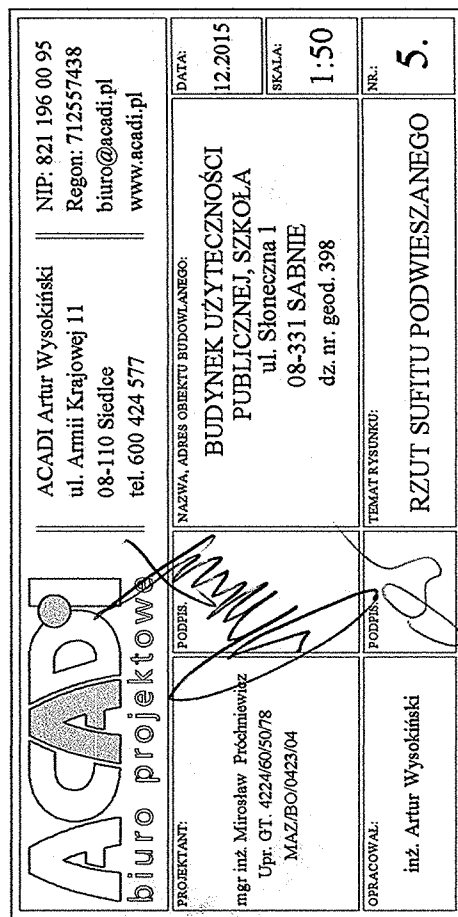 ACADi
biuro projektowe
ACADI Artur Wysokiński
ul. Armii Krajowej 11
08-110 Siedlce
tel. 600 424 577
NIP: 821 196 00 95
Regon: 712557438
biuro@acadi.pl
www.acadi.pl
PROJEKTANT:
mgr inż. Mirosław Próchniewicz
Upr. GT. 4224/60/50/78
MAZ/BO/0423/04
PODPIS:
NAZWA, ADRES OBIEKTU BUDOWLANEGO:
BUDYNEK UŻYTECZNOŚCI
PUBLICZNEJ, SZKOŁA
ul. Słoneczna 1
08-331 SABNIE
dz. nr. geod. 398
DATA:
12.2015
SKALA:
1:50
OPRACOWAŁ:
inż. Artur Wysokiński
PODPIS:
TEMAT RYSUNKU:
RZUT SUFITU PODWIESZANEGO
NR.:
5.